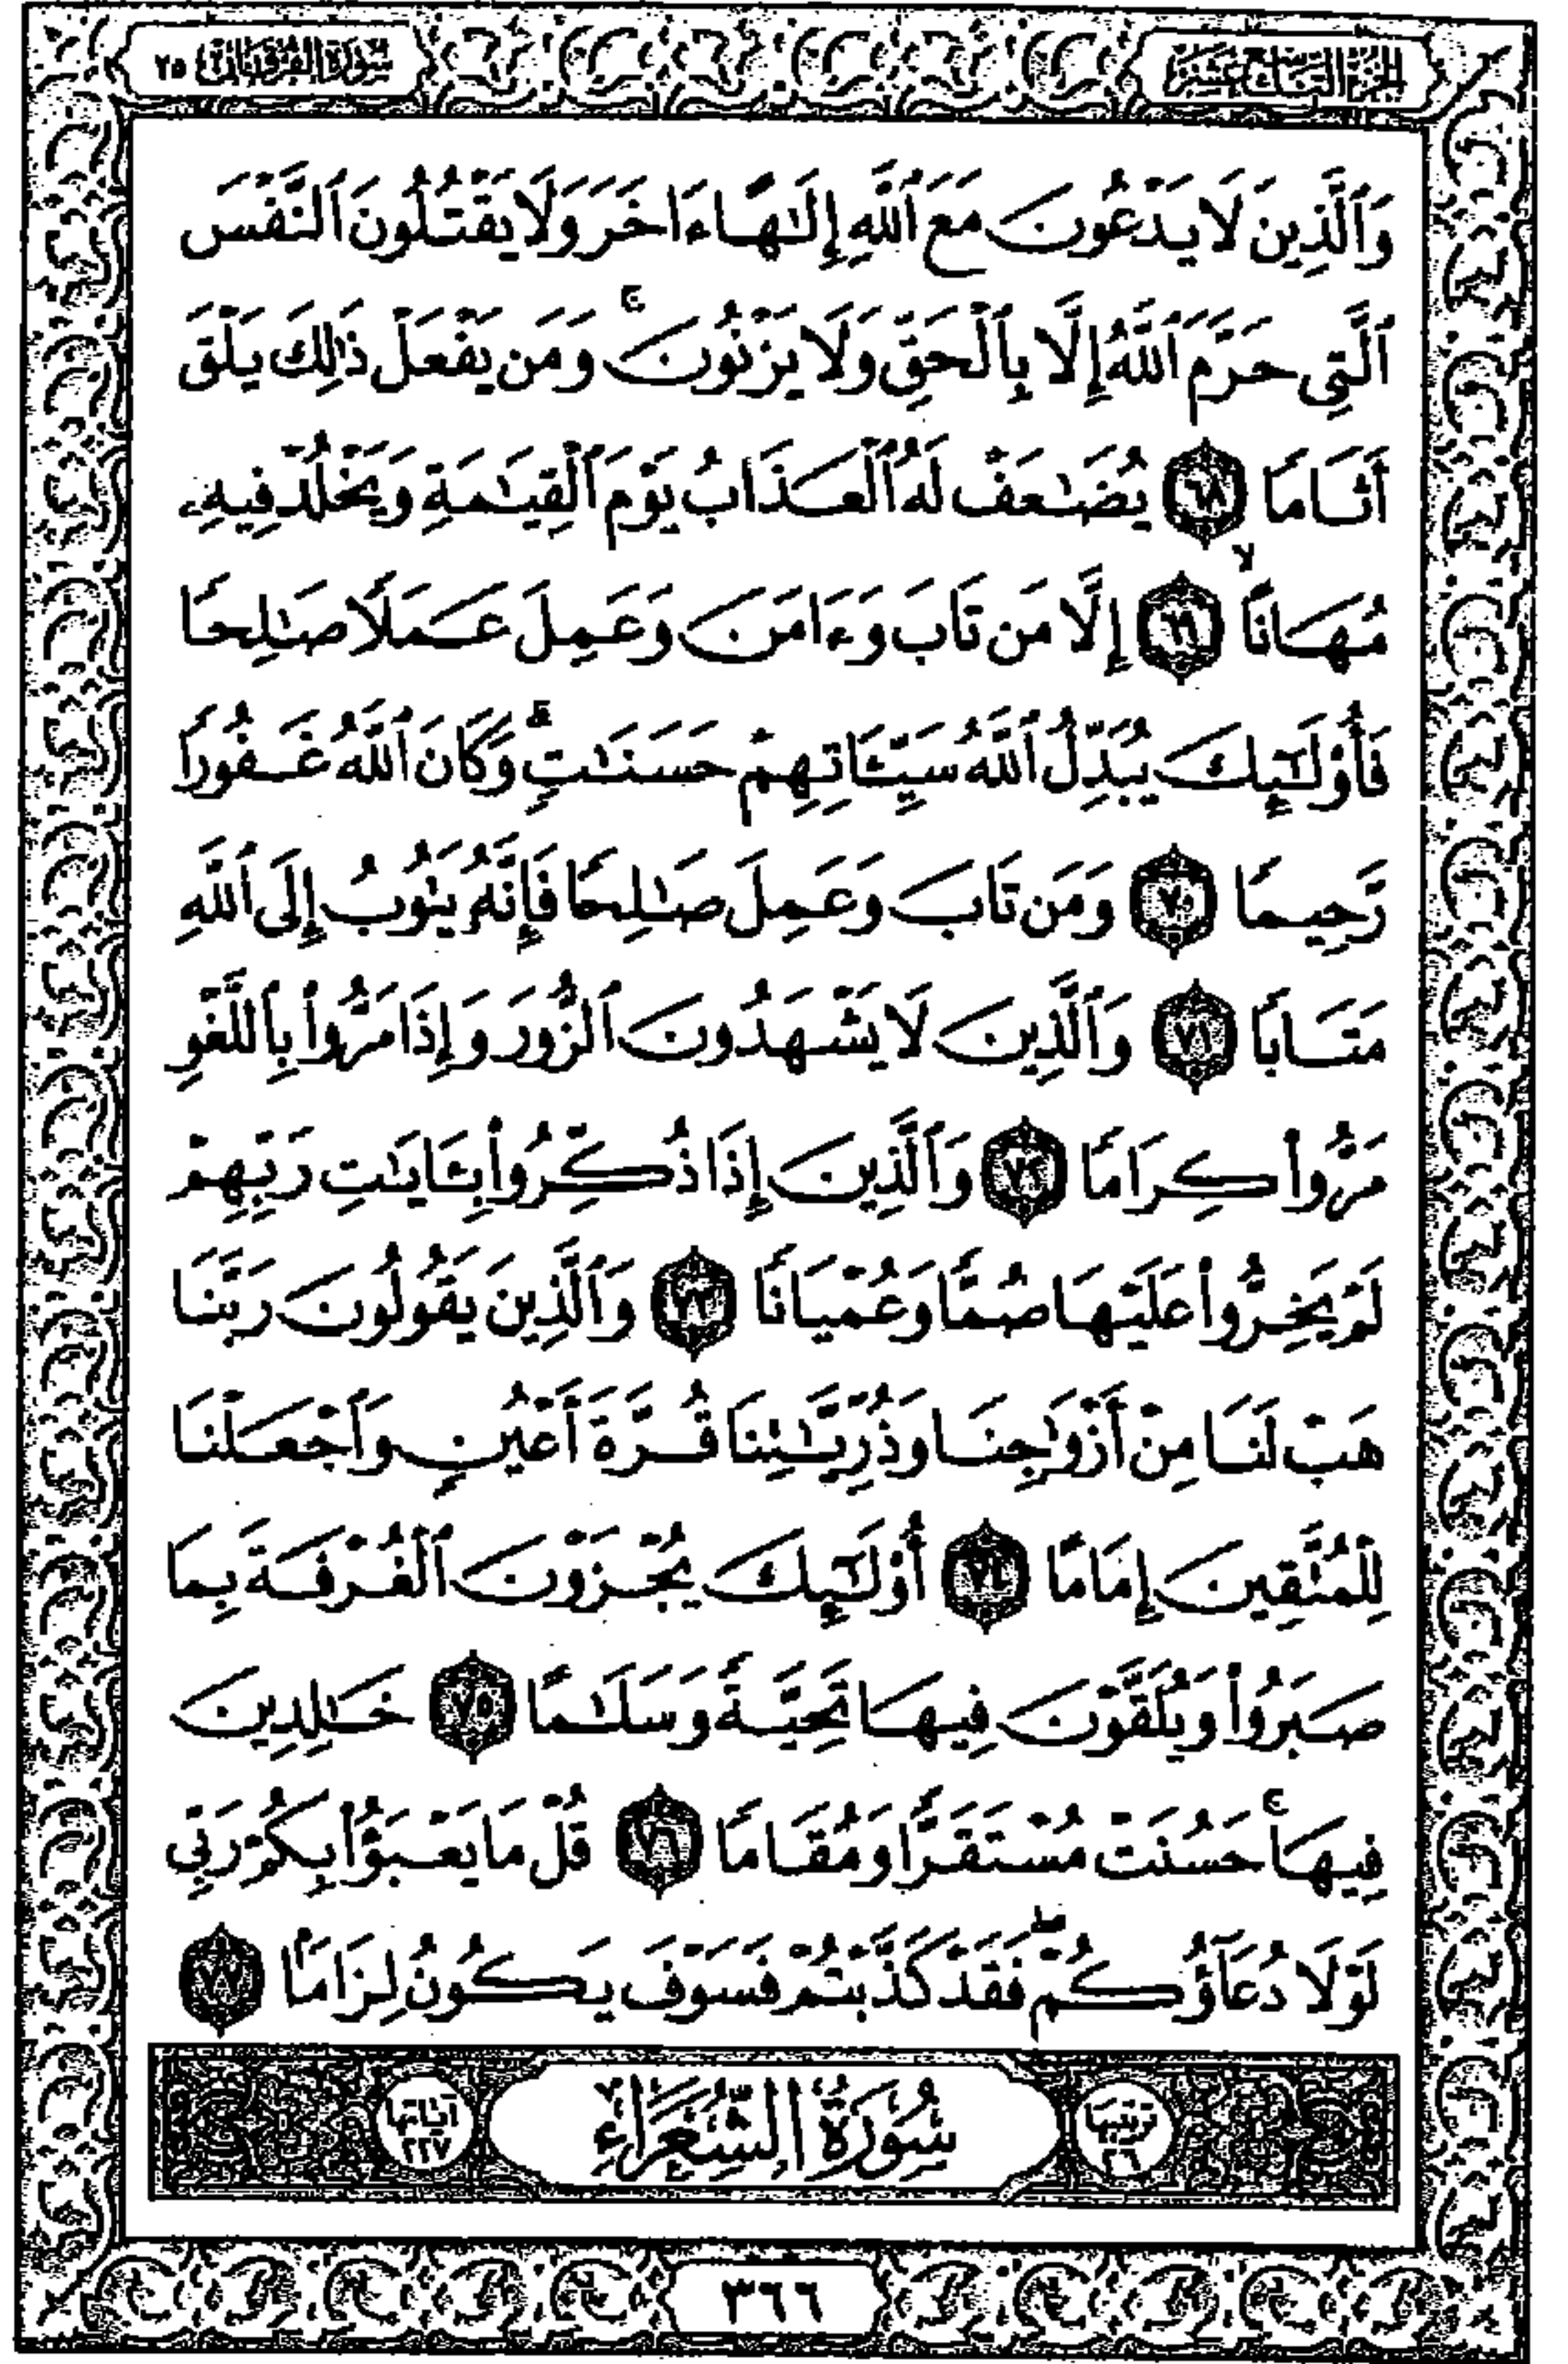 الجزء التاسع عشر
سورة الفرقان ٢٥
وَٱلَّذِينَ لَا يَدْعُونَ مَعَ ٱللَّهِ إِلَٰهًا ءَاخَرَ وَلَا يَقْتُلُونَ ٱلنَّفْسَ
ٱلَّتِى حَرَّمَ ٱللَّهُ إِلَّا بِٱلْحَقِّ وَلَا يَزْنُونَ ۚ وَمَن يَفْعَلْ ذَٰلِكَ يَلْقَ
أَثَامًا ٦٨ يُضَٰعَفْ لَهُ ٱلْعَذَابُ يَوْمَ ٱلْقِيَٰمَةِ وَيَخْلُدْ فِيهِۦ
مُهَانًا ۙ ٦٩ إِلَّا مَن تَابَ وَءَامَنَ وَعَمِلَ عَمَلًا صَٰلِحًا
فَأُو۟لَٰٓئِكَ يُبَدِّلُ ٱللَّهُ سَيِّـَٔاتِهِمْ حَسَنَٰتٍ ۗ وَكَانَ ٱللَّهُ غَفُورًا
رَّحِيمًا ٧٠ وَمَن تَابَ وَعَمِلَ صَٰلِحًا فَإِنَّهُۥ يَتُوبُ إِلَى ٱللَّهِ
مَتَابًا ٧١ وَٱلَّذِينَ لَا يَشْهَدُونَ ٱلزُّورَ وَإِذَا مَرُّوا۟ بِٱللَّغْوِ
مَرُّوا۟ كِرَامًا ٧٢ وَٱلَّذِينَ إِذَا ذُكِّرُوا۟ بِـَٔايَٰتِ رَبِّهِمْ
لَمْ يَخِرُّوا۟ عَلَيْهَا صُمًّا وَعُمْيَانًا ٧٣ وَٱلَّذِينَ يَقُولُونَ رَبَّنَا
هَبْ لَنَا مِنْ أَزْوَٰجِنَا وَذُرِّيَّٰتِنَا قُرَّةَ أَعْيُنٍ وَٱجْعَلْنَا
لِلْمُتَّقِينَ إِمَامًا ٧٤ أُو۟لَٰٓئِكَ يُجْزَوْنَ ٱلْغُرْفَةَ بِمَا
صَبَرُوا۟ وَيُلَقَّوْنَ فِيهَا تَحِيَّةً وَسَلَٰمًا ٧٥ خَٰلِدِينَ
فِيهَا ۚ حَسُنَتْ مُسْتَقَرًّا وَمُقَامًا ٧٦ قُلْ مَا يَعْبَؤُا۟ بِكُمْ رَبِّى
لَوْلَا دُعَآؤُكُمْ ۖ فَقَدْ كَذَّبْتُمْ فَسَوْفَ يَكُونُ لِزَامًۢا ٧٧
ترتيبها ٢٦
سُورَةُ الشُّعَرَاءِ
آياتها ٢٢٧
٣٦٦